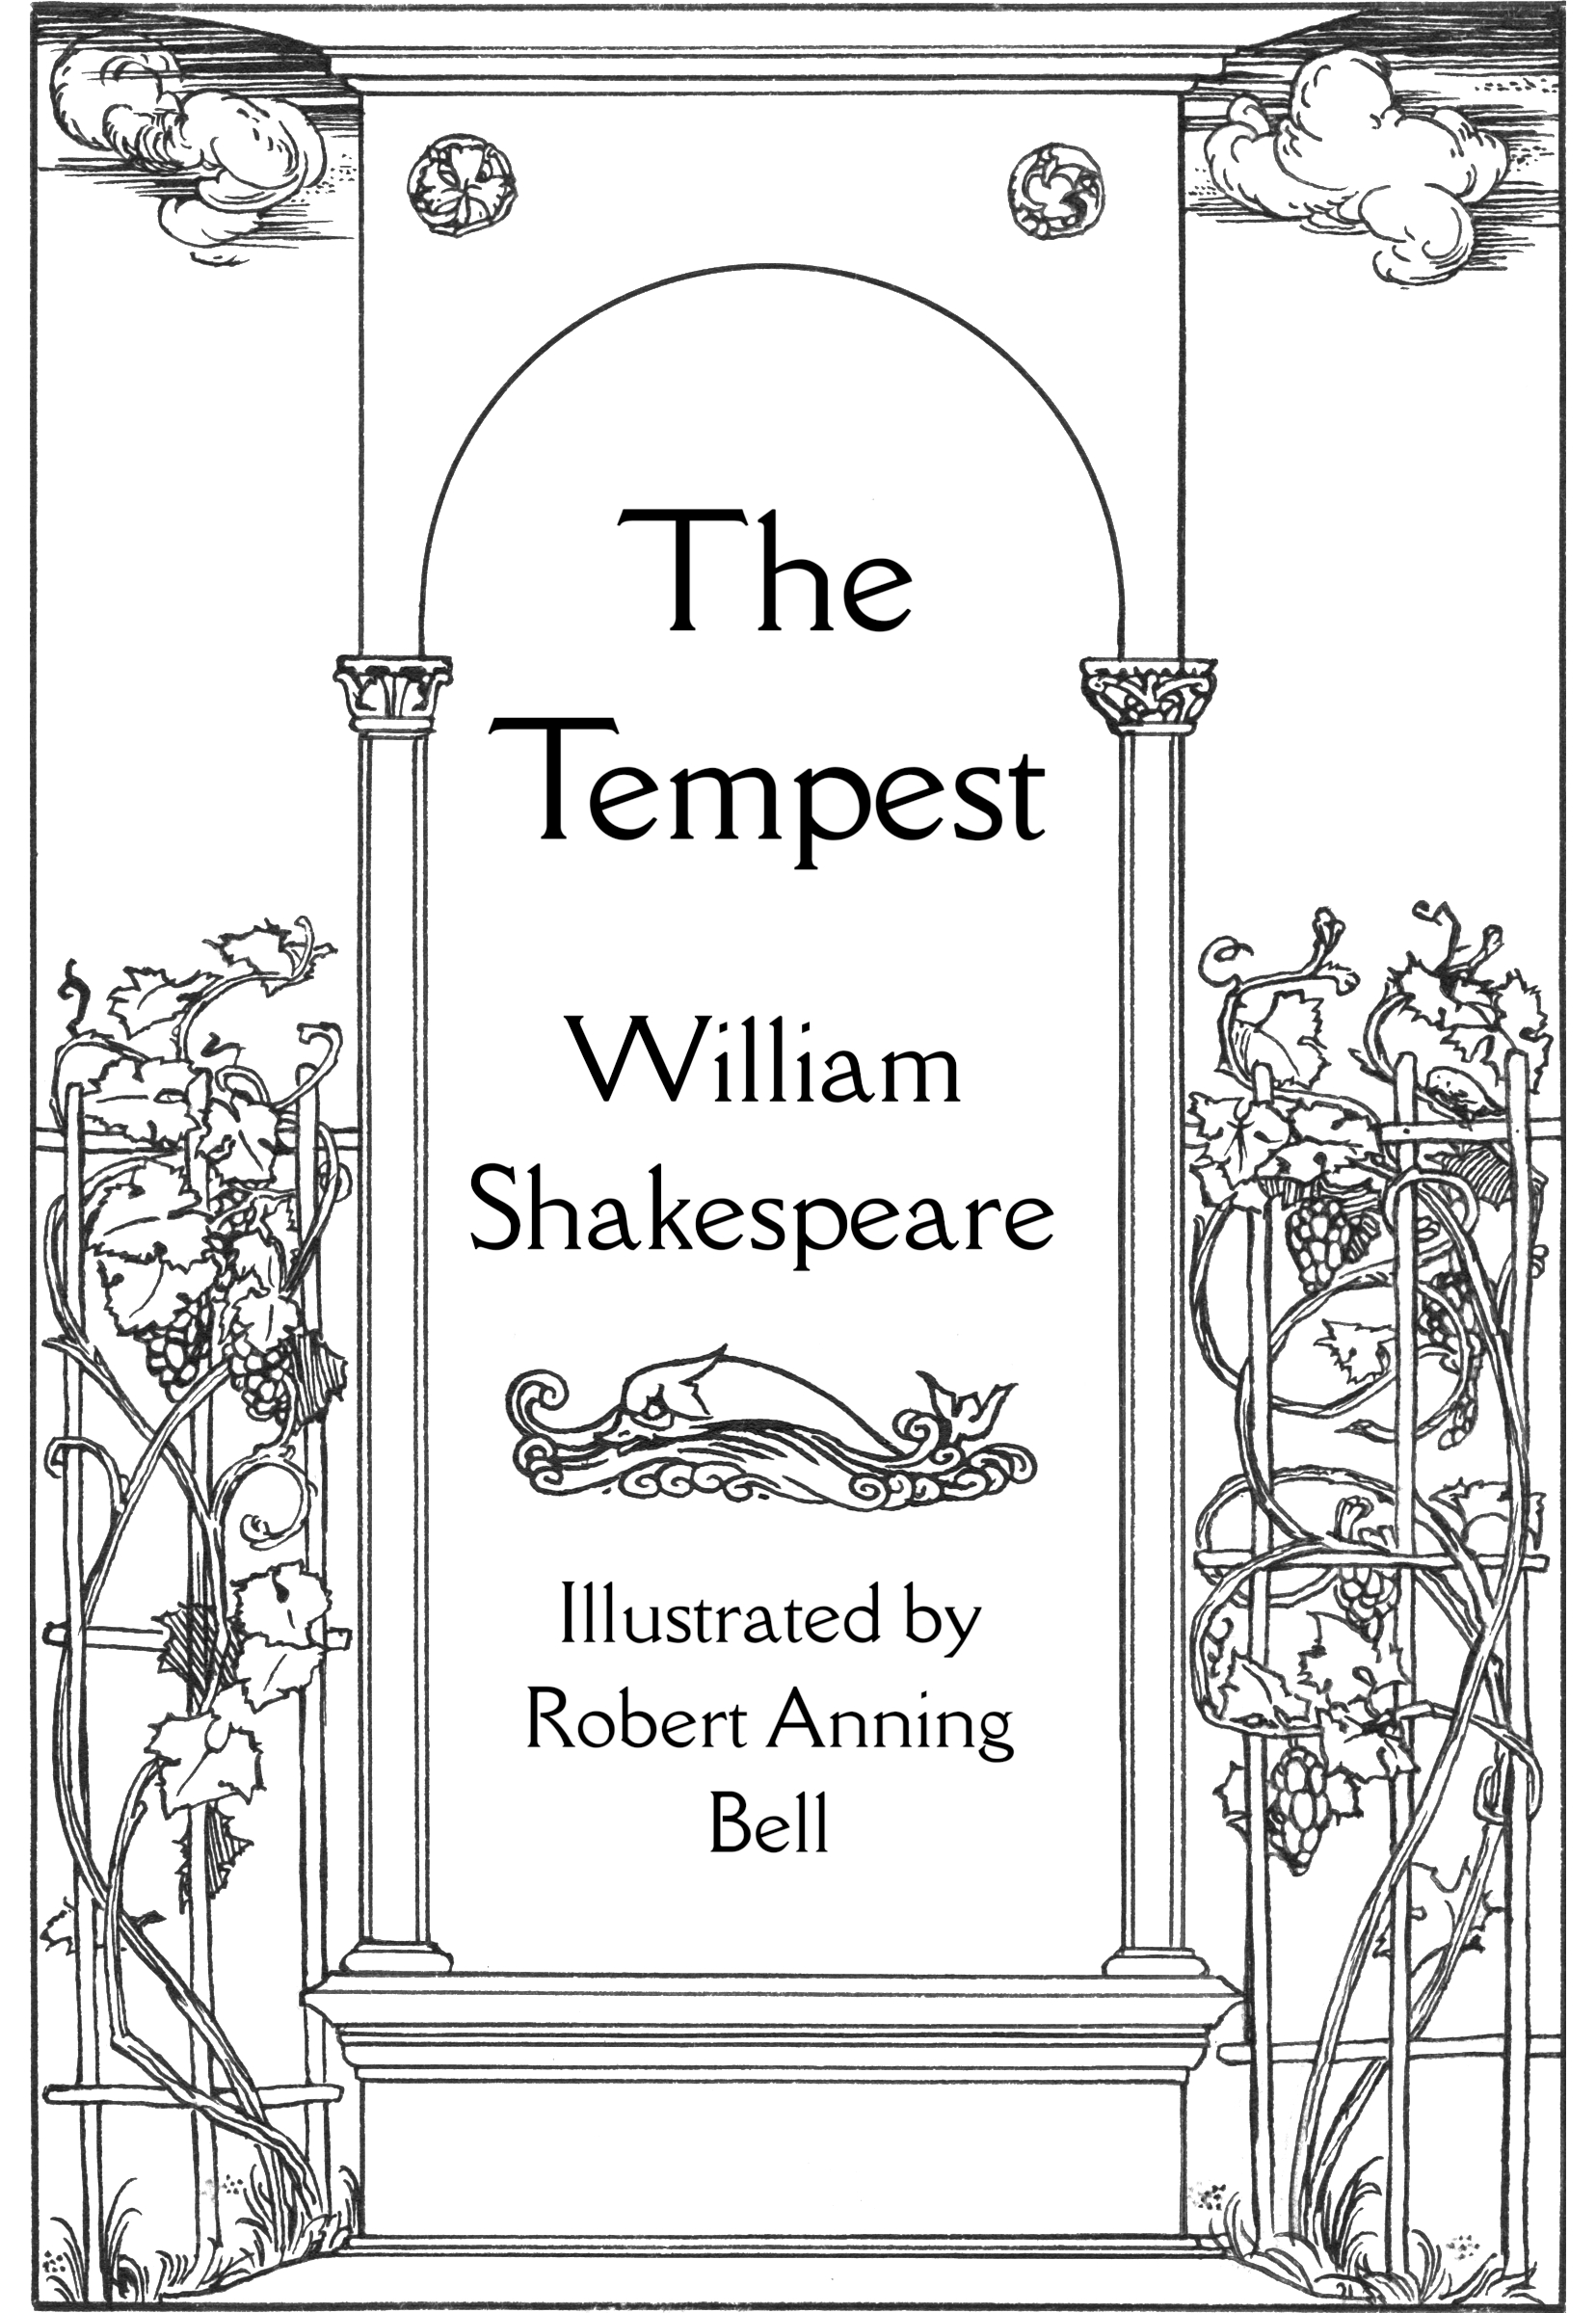 The
Tempest
William
Shakespeare
Illustrated by
Robert Anning
Bell